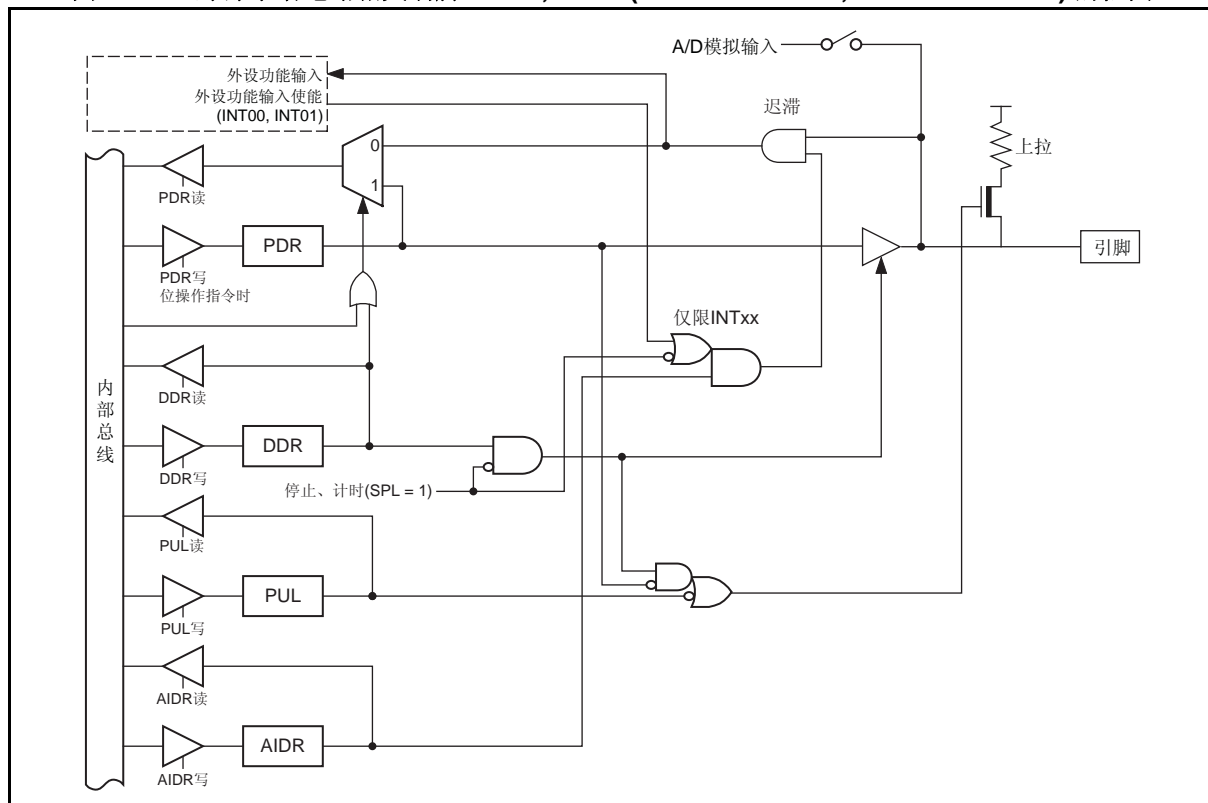 A/D模拟输入
外设功能输入
外设功能输入使能
(INT00, INT01)
迟滞
上拉
0
1
PDR读
PDR
引脚
PDR写
位操作指令时
仅限INTxx
内部总线
DDR读
DDR
DDR写
停止、计时(SPL = 1)
PUL读
PUL
PUL写
AIDR读
AIDR
AIDR写